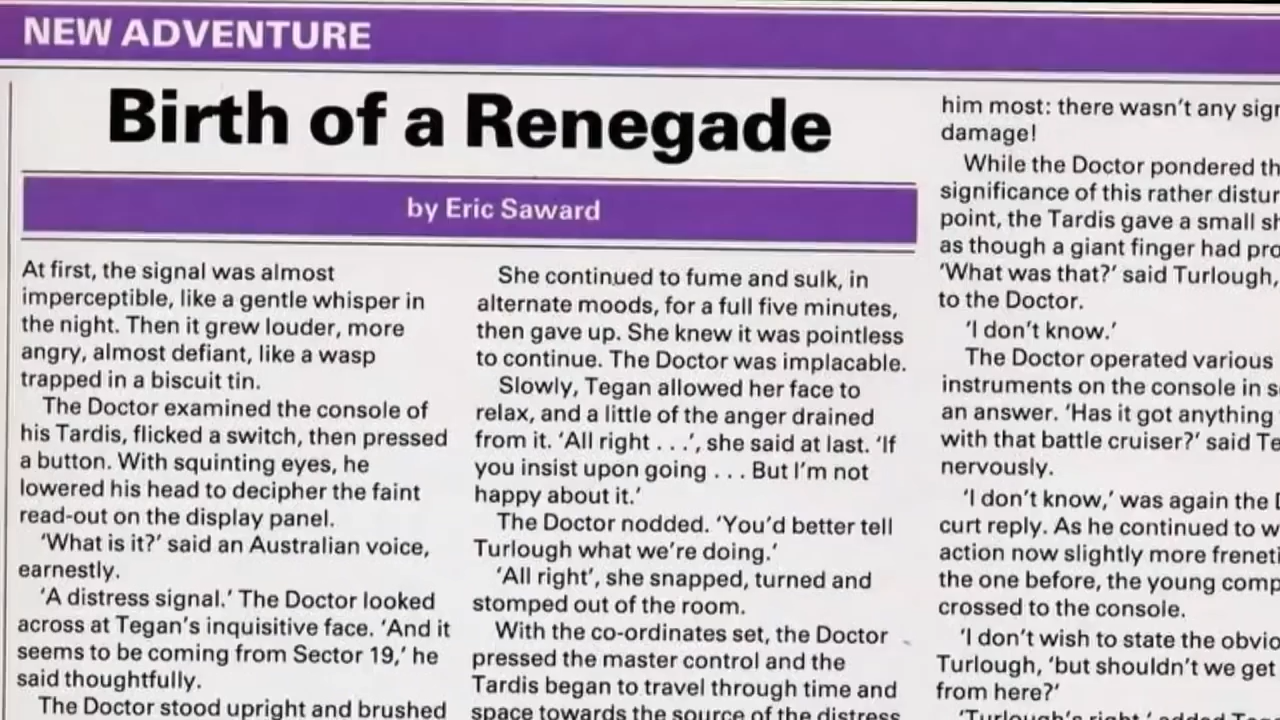 NEW ADVENTURE
Birth of a Renegade
by Eric Saward
At first, the signal was almost
imperceptible, like a gentle whisper in
the night. Then it grew louder, more
angry, almost defiant, like a wasp
trapped in a biscuit tin.
The Doctor examined the console of
his Tardis, flicked a switch, then pressed
a button. With squinting eyes, he
lowered his head to decipher the faint
read-out on the display panel.
'What is it?' said an Australian voice,
earnestly.
'A distress signal.' The Doctor looked
across at Tegan's inquisitive face. 'And it
seems to be coming from Sector 19,' he
said thoughtfully.
The Doctor stood upright and brushed
She continued to fume and sulk, in
alternate moods, for a full five minutes,
then gave up. She knew it was pointless
to continue. The Doctor was implacable.
Slowly, Tegan allowed her face to
relax, and a little of the anger drained
from it. 'All right . . .', she said at last. 'If
you insist upon going . . . But I'm not
happy about it.'
The Doctor nodded. 'You'd better tell
Turlough what we're doing.'
'All right', she snapped, turned and
stomped out of the room.
With the co-ordinates set, the Doctor
pressed the master control and the
Tardis began to travel through time and
space towards the source of the distress
him most: there wasn't any
damage!
While the Doctor pondered
significance of this rather
point, the Tardis gave a small
as though a giant finger had
'What was that?' said Turlough,
to the Doctor.
'I don't know.'
The Doctor operated various
instruments on the console in
an answer. 'Has it got anything
with that battle cruiser?' said
nervously.
'I don't know,' was again the
curt reply. As he continued to
action now slightly more
the one before, the young
crossed to the console.
'I don't wish to state the
Turlough, 'but shouldn't we get
from here?'
'Turlough's right,' added